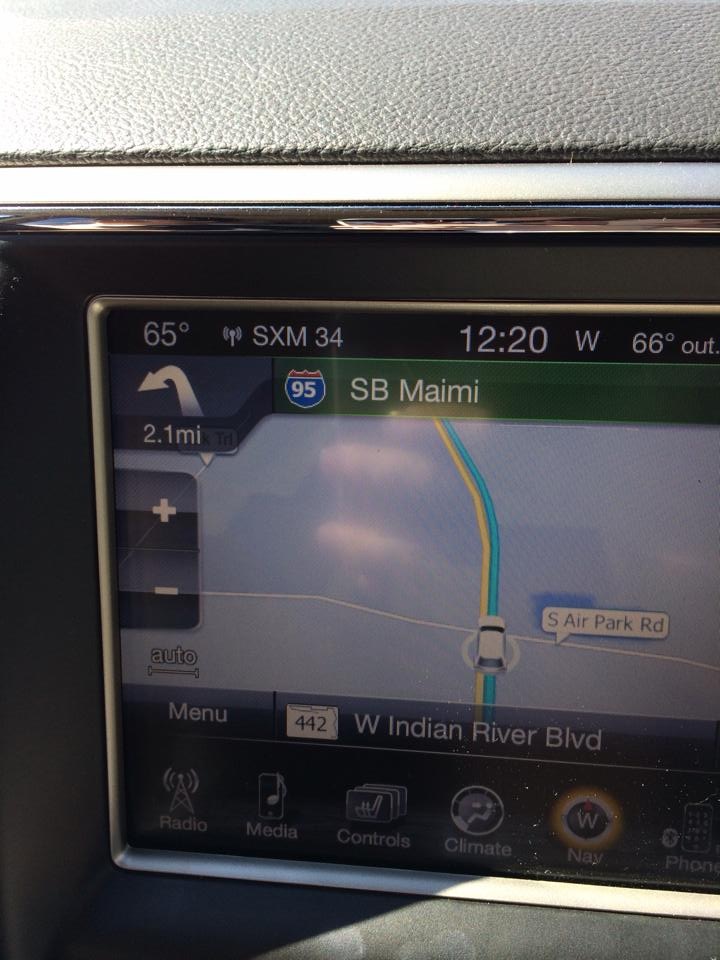 65° SXM 34 12:20 W 66° out.
95 SB Maimi
2.1mi
Trl
+
S Air Park Rd
−
auto
Menu 442 W Indian River Blvd
W
Radio Media Controls Climate Nav Phone